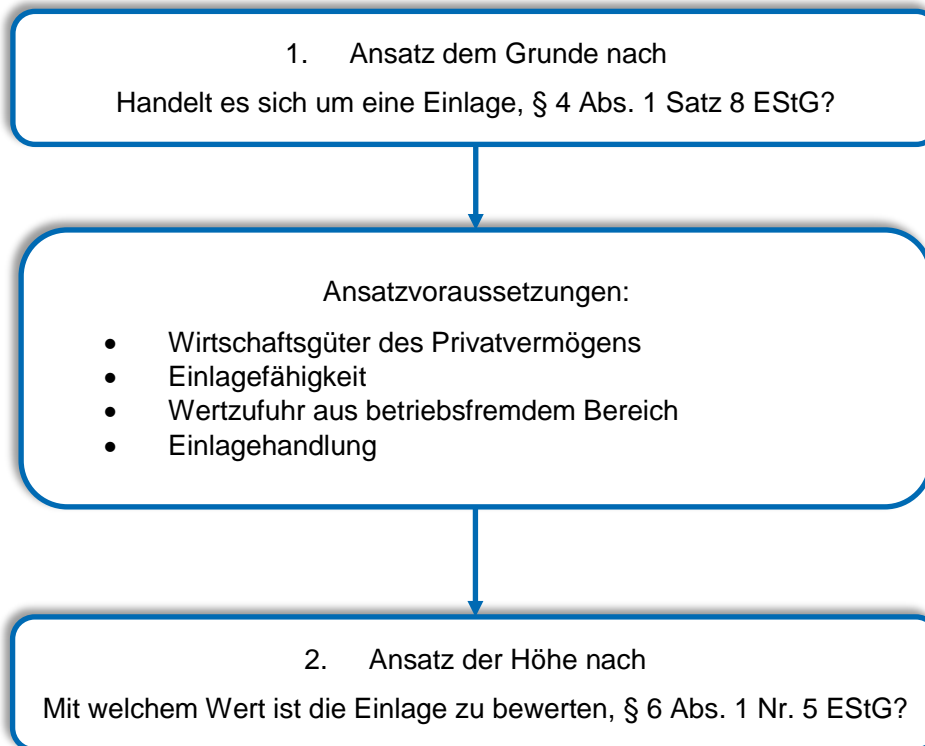 1. Ansatz dem Grunde nach
Handelt es sich um eine Einlage, § 4 Abs. 1 Satz 8 EStG?
Ansatzvoraussetzungen:
• Wirtschaftsgüter des Privatvermögens
• Einlagefähigkeit
• Wertzufuhr aus betriebsfremdem Bereich
• Einlagehandlung
2. Ansatz der Höhe nach
Mit welchem Wert ist die Einlage zu bewerten, § 6 Abs. 1 Nr. 5 EStG?